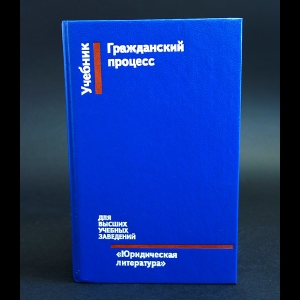 Учебник
Гражданский
процесс
ДЛЯ
ВЫСШИХ
УЧЕБНЫХ
ЗАВЕДЕНИЙ
«Юридическая
литература»